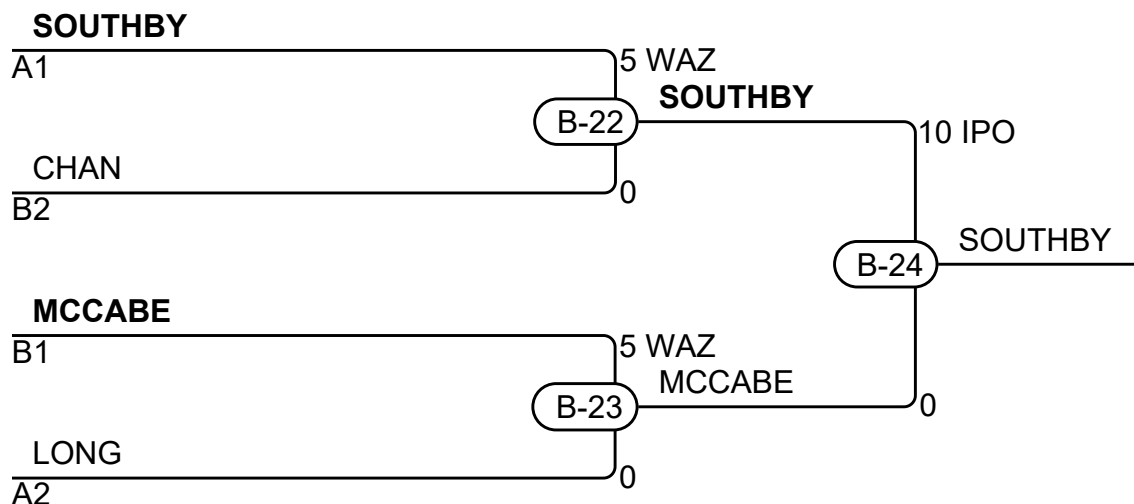 SOUTHBY
A1
5 WAZ
B-22
SOUTHBY
CHAN
B2
0
10 IPO
B-24
SOUTHBY
MCCABE
B1
5 WAZ
B-23
MCCABE
0
LONG
A2
0